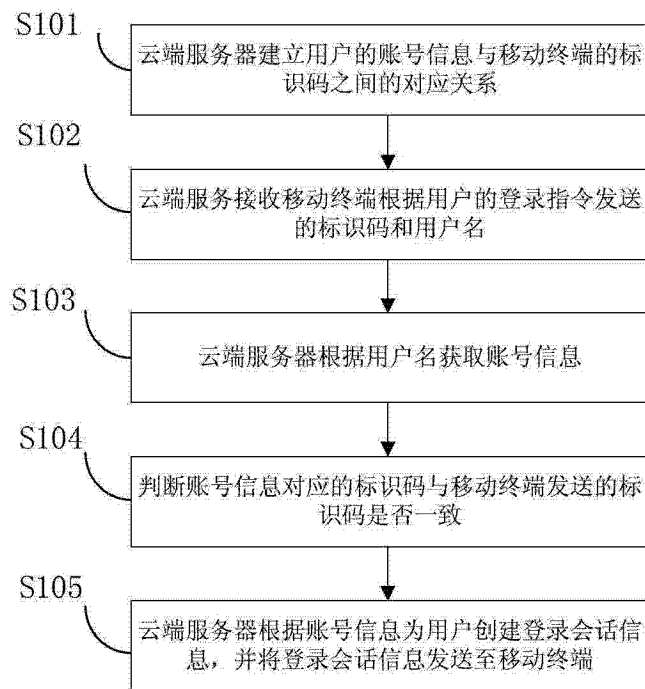 S101
云端服务器建立用户的账号信息与移动终端的标
识码之间的对应关系
S102
云端服务接收移动终端根据用户的登录指令发送
的标识码和用户名
S103
云端服务器根据用户名获取账号信息
S104
判断账号信息对应的标识码与移动终端发送的标
识码是否一致
S105
云端服务器根据账号信息为用户创建登录会话信
息，并将登录会话信息发送至移动终端